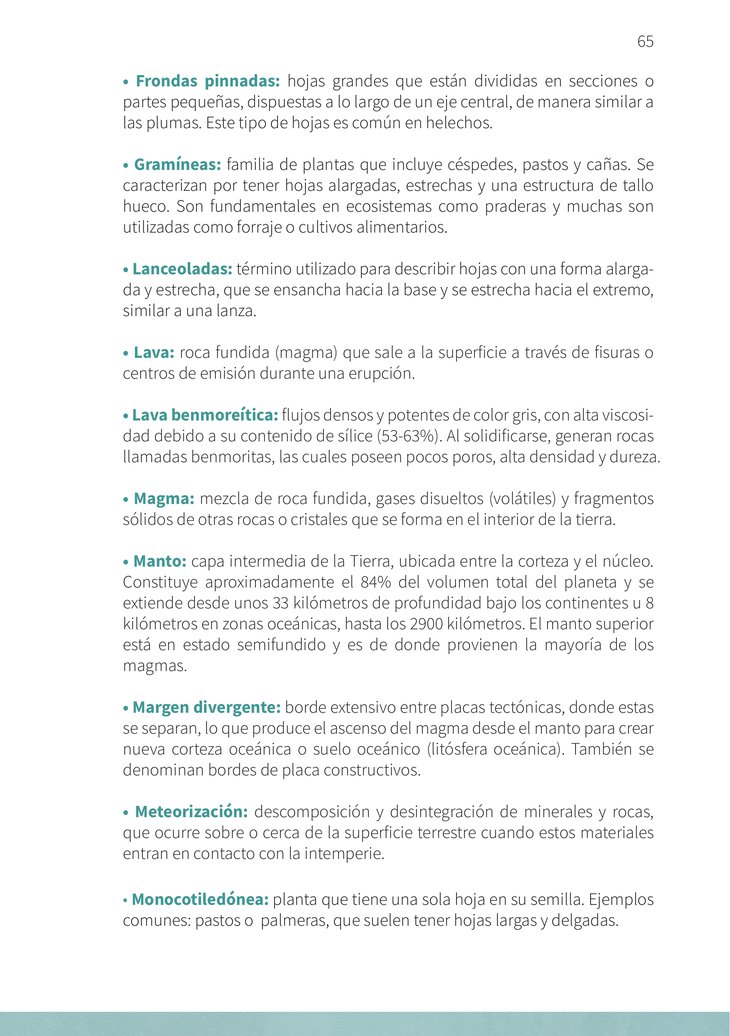 65
• Frondas pinnadas: hojas grandes que están divididas en secciones o
partes pequeñas, dispuestas a lo largo de un eje central, de manera similar a
las plumas. Este tipo de hojas es común en helechos.
• Gramíneas: familia de plantas que incluye céspedes, pastos y cañas. Se
caracterizan por tener hojas alargadas, estrechas y una estructura de tallo
hueco. Son fundamentales en ecosistemas como praderas y muchas son
utilizadas como forraje o cultivos alimentarios.
• Lanceoladas: término utilizado para describir hojas con una forma alarga-
da y estrecha, que se ensancha hacia la base y se estrecha hacia el extremo,
similar a una lanza.
• Lava: roca fundida (magma) que sale a la superficie a través de fisuras o
centros de emisión durante una erupción.
• Lava benmoreítica: flujos densos y potentes de color gris, con alta viscosi-
dad debido a su contenido de sílice (53-63%). Al solidificarse, generan rocas
llamadas benmoritas, las cuales poseen pocos poros, alta densidad y dureza.
• Magma: mezcla de roca fundida, gases disueltos (volátiles) y fragmentos
sólidos de otras rocas o cristales que se forma en el interior de la tierra.
• Manto: capa intermedia de la Tierra, ubicada entre la corteza y el núcleo.
Constituye aproximadamente el 84% del volumen total del planeta y se
extiende desde unos 33 kilómetros de profundidad bajo los continentes u 8
kilómetros en zonas oceánicas, hasta los 2900 kilómetros. El manto superior
está en estado semifundido y es de donde provienen la mayoría de los
magmas.
• Margen divergente: borde extensivo entre placas tectónicas, donde estas
se separan, lo que produce el ascenso del magma desde el manto para crear
nueva corteza oceánica o suelo oceánico (litósfera oceánica). También se
denominan bordes de placa constructivos.
• Meteorización: descomposición y desintegración de minerales y rocas,
que ocurre sobre o cerca de la superficie terrestre cuando estos materiales
entran en contacto con la intemperie.
• Monocotiledónea: planta que tiene una sola hoja en su semilla. Ejemplos
comunes: pastos o palmeras, que suelen tener hojas largas y delgadas.